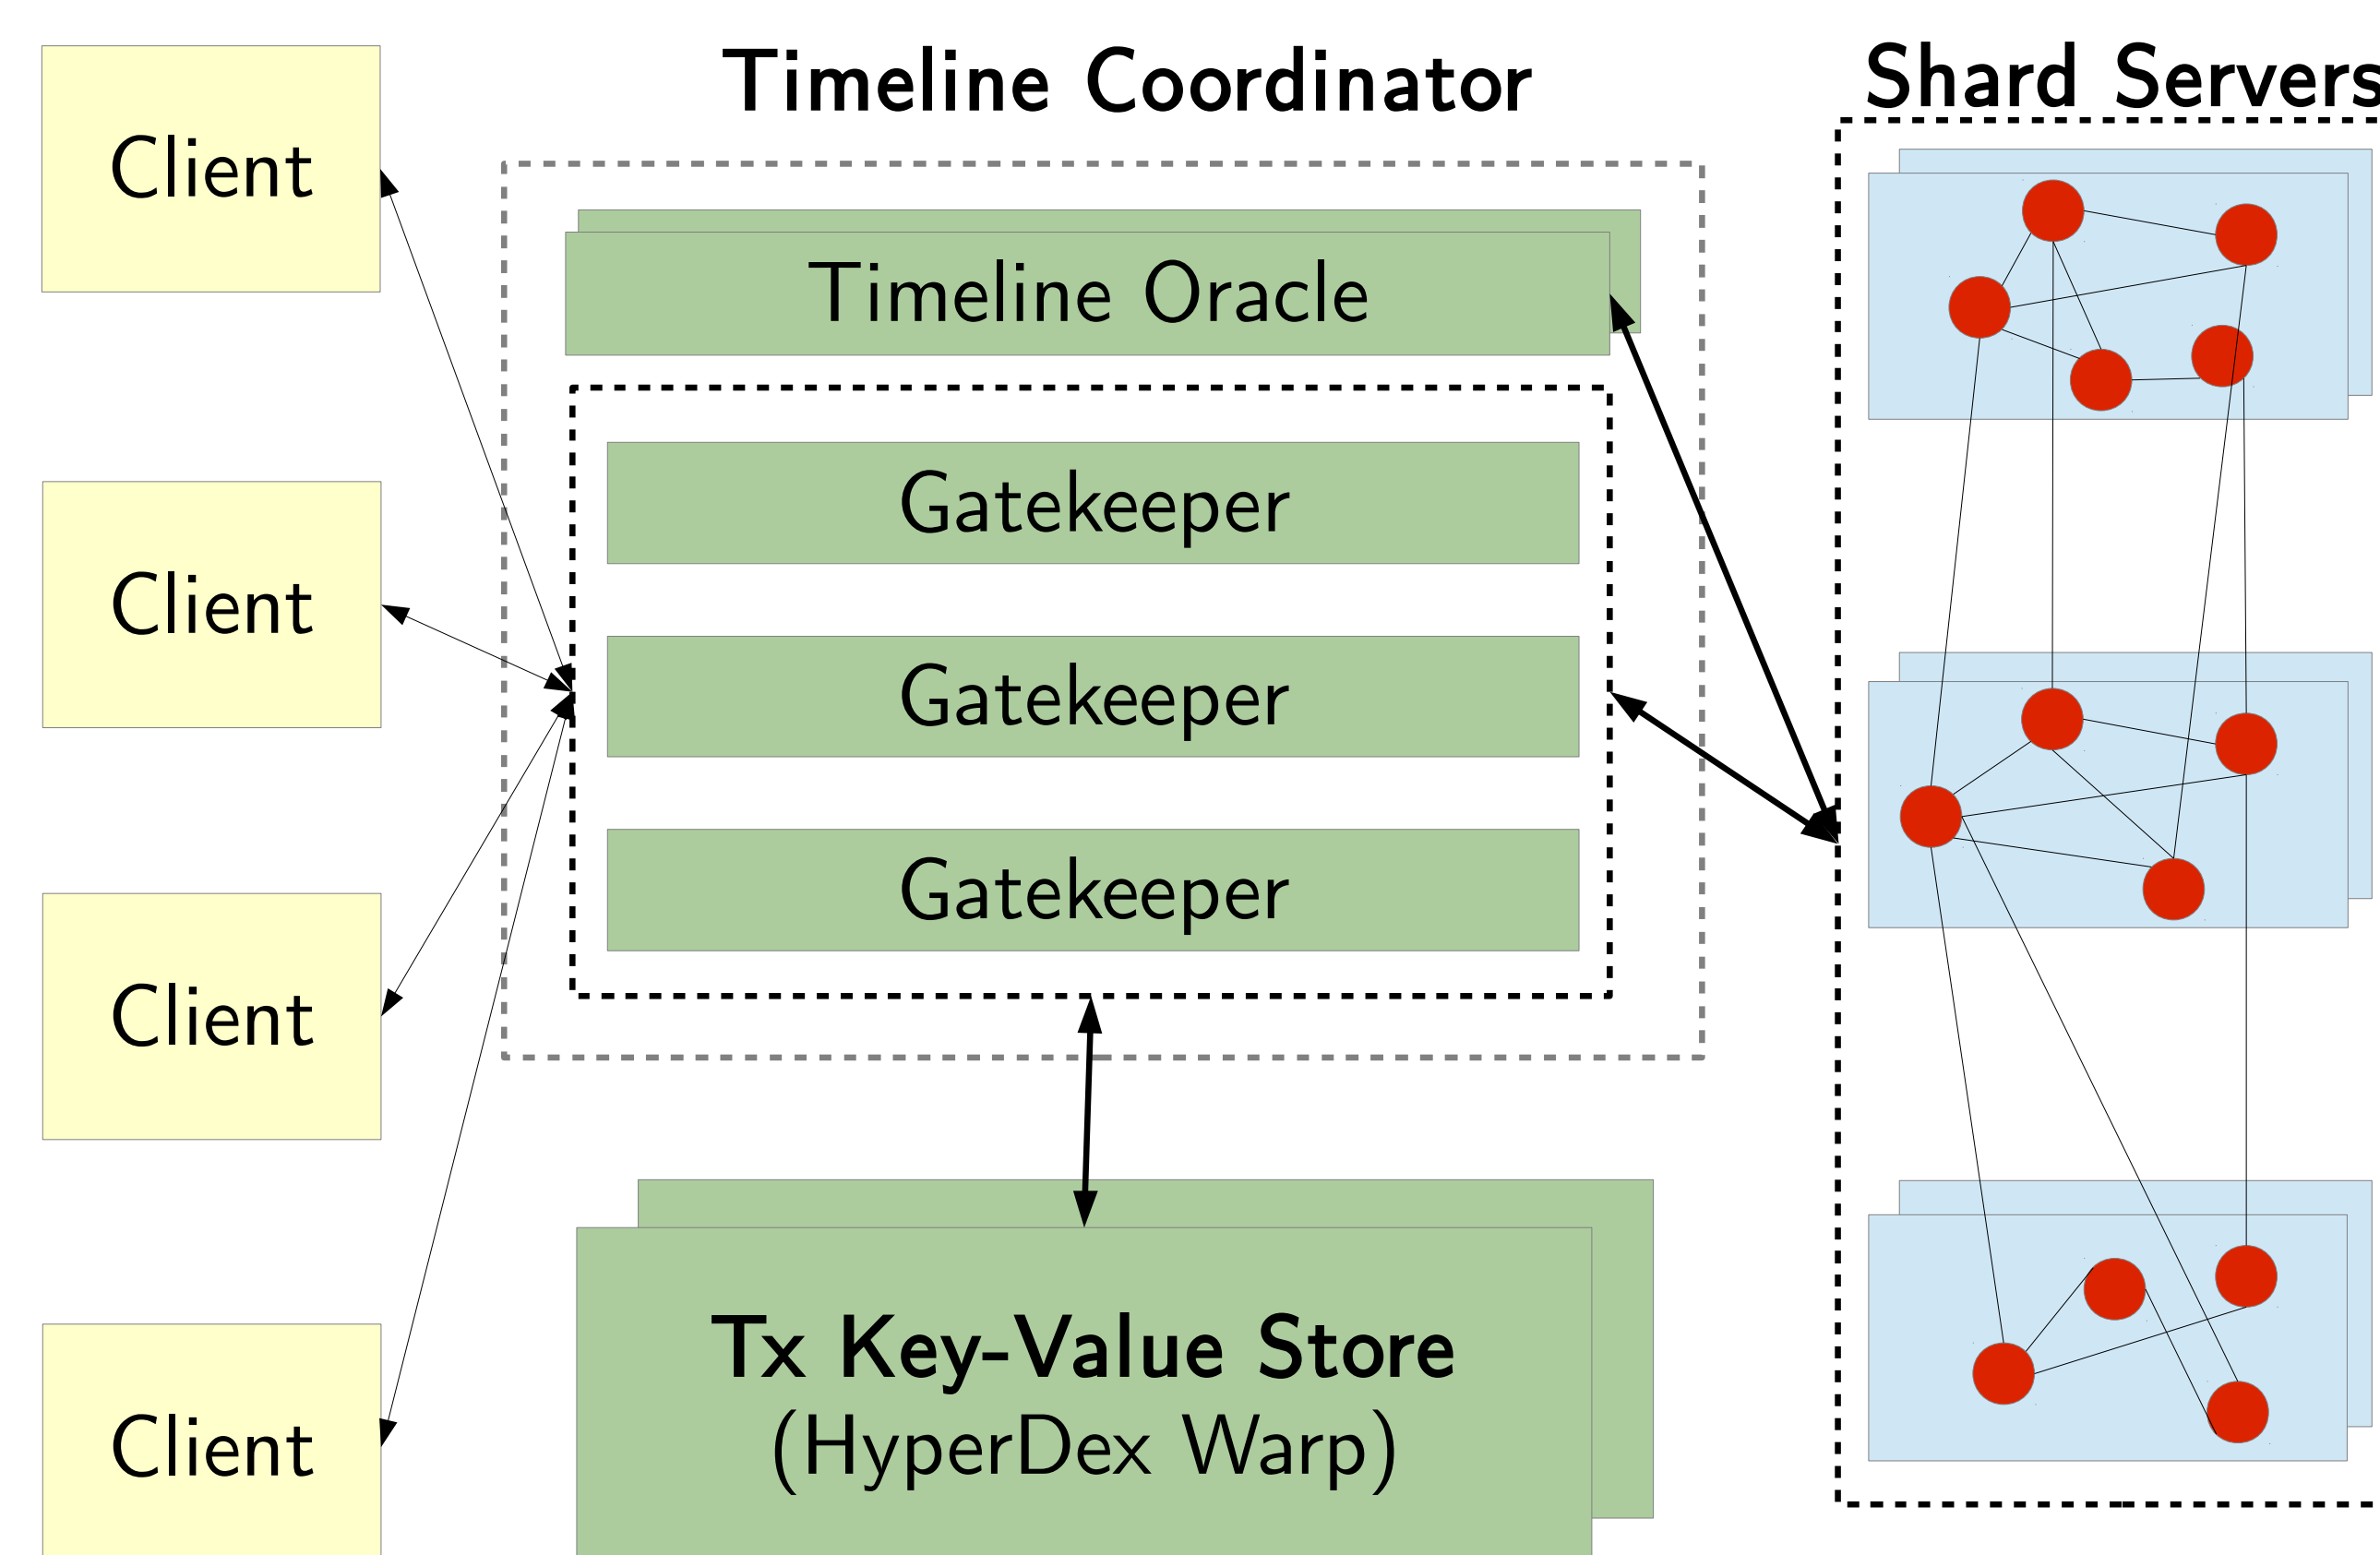 Timeline Coordinator
Shard Servers
Client
Client
Client
Client
Timeline Oracle
Gatekeeper
Gatekeeper
Gatekeeper
Tx Key-Value Store
(HyperDex Warp)